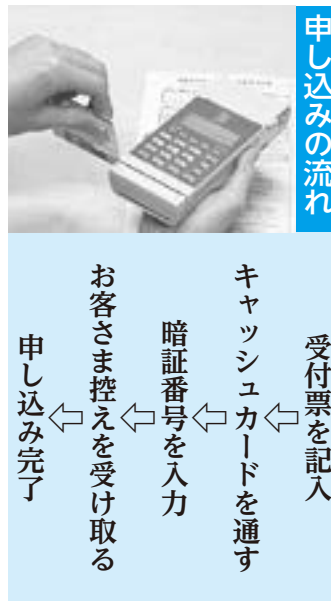 申し込みの流れ
受付票を記入
⇦
キャッシュカードを通す
⇦
暗証番号を入力
⇦
お客さま控えを受け取る
⇦
申し込み完了